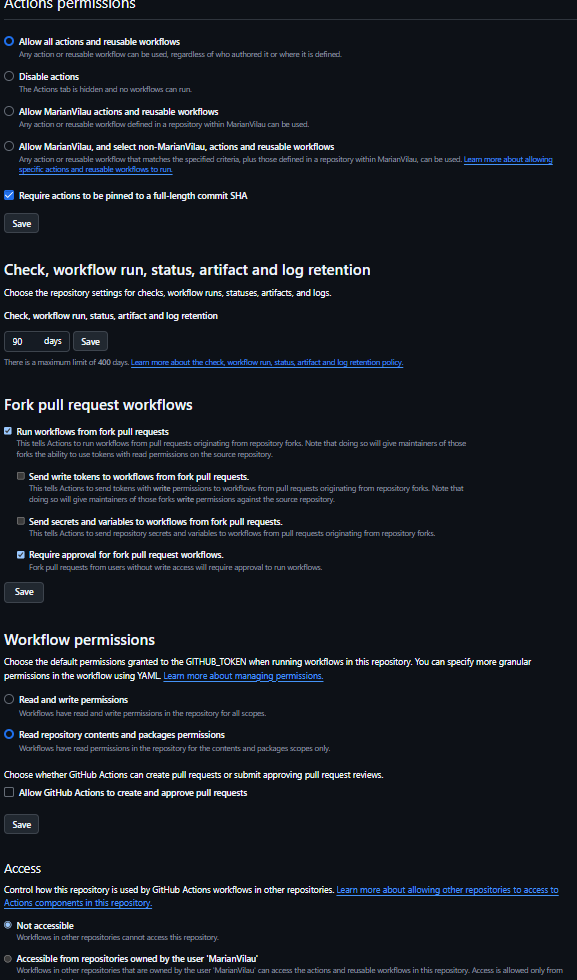 Actions permissions
Allow all actions and reusable workflows
Any action or reusable workflow can be used, regardless of who authored it or where it is defined.
Disable actions
The Actions tab is hidden and no workflows can run.
Allow MarianVilau actions and reusable workflows
Any action or reusable workflow defined in a repository within MarianVilau can be used.
Allow MarianVilau, and select non-MarianVilau, actions and reusable workflows
Any action or reusable workflow that matches the specified criteria, plus those defined in a repository within MarianVilau, can be used. Learn more about allowing
specific actions and reusable workflows to run.
Require actions to be pinned to a full-length commit SHA
Save
Check, workflow run, status, artifact and log retention
Choose the repository settings for checks, workflow runs, statuses, artifacts, and logs.
Check, workflow run, status, artifact and log retention
90 days Save
There is a maximum limit of 400 days. Learn more about the check, workflow run, status, artifact and log retention policy.
Fork pull request workflows
Run workflows from fork pull requests
This tells Actions to run workflows from pull requests originating from repository forks. Note that doing so will give maintainers of those
forks the ability to use tokens with read permissions on the source repository.
Send write tokens to workflows from fork pull requests.
This tells Actions to send tokens with write permissions to workflows from pull requests originating from repository forks. Note that
doing so will give maintainers of those forks write permissions against the source repository.
Send secrets and variables to workflows from fork pull requests.
This tells Actions to send repository secrets and variables to workflows from pull requests originating from repository forks.
Require approval for fork pull request workflows.
Fork pull requests from users without write access will require approval to run workflows.
Save
Workflow permissions
Choose the default permissions granted to the GITHUB_TOKEN when running workflows in this repository. You can specify more granular
permissions in the workflow using YAML. Learn more about managing permissions.
Read and write permissions
Workflows have read and write permissions in the repository for all scopes.
Read repository contents and packages permissions
Workflows have read permissions in the repository for the contents and packages scopes only.
Choose whether GitHub Actions can create pull requests or submit approving pull request reviews.
Allow GitHub Actions to create and approve pull requests
Save
Access
Control how this repository is used by GitHub Actions workflows in other repositories. Learn more about allowing other repositories to access to
Actions components in this repository.
Not accessible
Workflows in other repositories cannot access this repository.
Accessible from repositories owned by the user 'MarianVilau'
Workflows in other repositories that are owned by the user 'MarianVilau' can access the actions and reusable workflows in this repository. Access is allowed only from